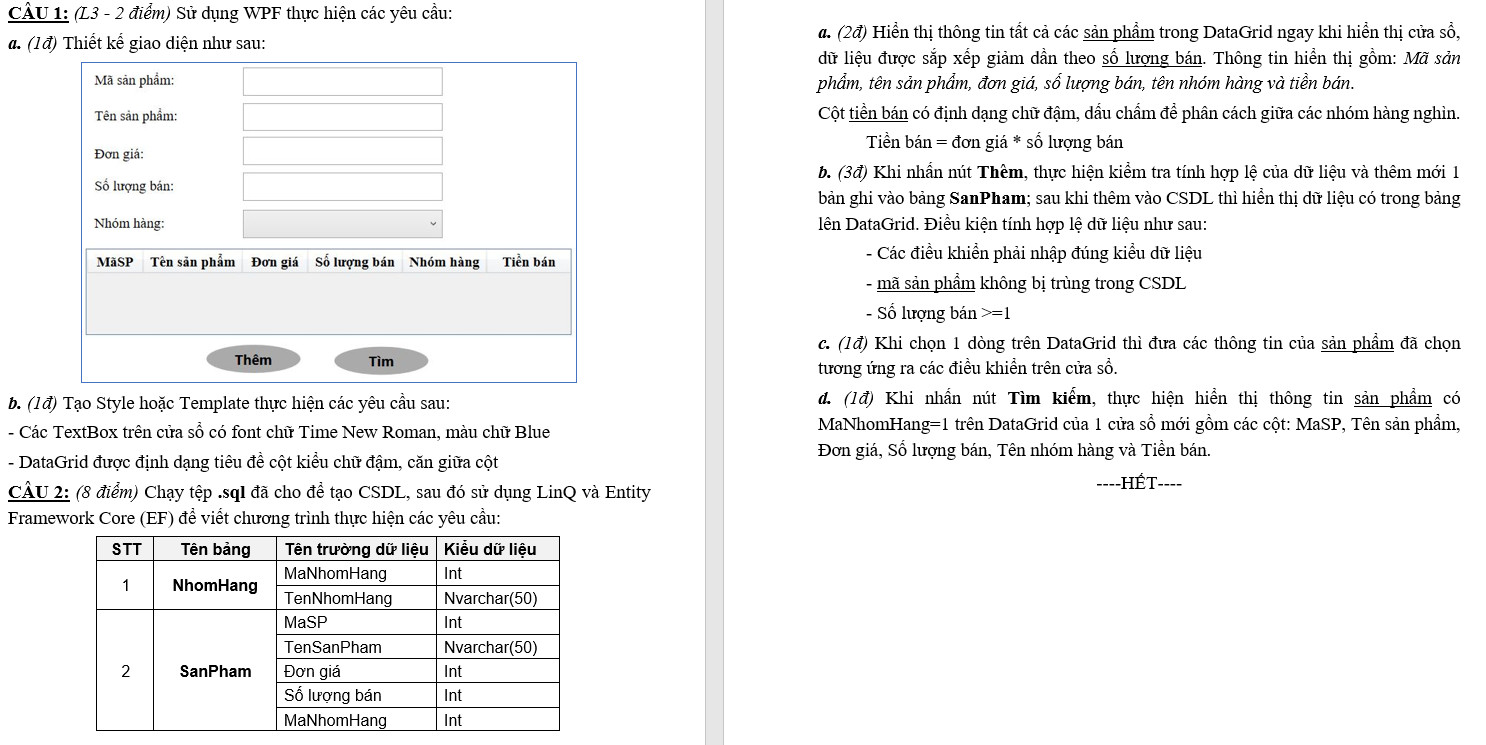 CÂU 1: (L3 - 2 điểm) Sử dụng WPF thực hiện các yêu cầu:
a. (1đ) Thiết kế giao diện như sau:
Mã sản phẩm:
Tên sản phẩm:
Đơn giá:
Số lượng bán:
Nhóm hàng:
MãSP Tên sản phẩm Đơn giá Số lượng bán Nhóm hàng Tiền bán
Thêm Tìm
b. (1đ) Tạo Style hoặc Template thực hiện các yêu cầu sau:
- Các TextBox trên cửa sổ có font chữ Time New Roman, màu chữ Blue
- DataGrid được định dạng tiêu đề cột kiểu chữ đậm, căn giữa cột
CÂU 2: (8 điểm) Chạy tệp .sql đã cho để tạo CSDL, sau đó sử dụng LinQ và Entity
Framework Core (EF) để viết chương trình thực hiện các yêu cầu:
STT Tên bảng Tên trường dữ liệu Kiểu dữ liệu
1 NhomHang MaNhomHang Int
TenNhomHang Nvarchar(50)
2 SanPham MaSP Int
TenSanPham Nvarchar(50)
Đơn giá Int
Số lượng bán Int
MaNhomHang Int
a. (2đ) Hiển thị thông tin tất cả các sản phẩm trong DataGrid ngay khi hiển thị cửa sổ,
dữ liệu được sắp xếp giảm dần theo số lượng bán. Thông tin hiển thị gồm: Mã sản
phẩm, tên sản phẩm, đơn giá, số lượng bán, tên nhóm hàng và tiền bán.
Cột tiền bán có định dạng chữ đậm, dấu chấm để phân cách giữa các nhóm hàng nghìn.
Tiền bán = đơn giá * số lượng bán
b. (3đ) Khi nhấn nút Thêm, thực hiện kiểm tra tính hợp lệ của dữ liệu và thêm mới 1
bản ghi vào bảng SanPham; sau khi thêm vào CSDL thì hiển thị dữ liệu có trong bảng
lên DataGrid. Điều kiện tính hợp lệ dữ liệu như sau:
- Các điều khiển phải nhập đúng kiểu dữ liệu
- mã sản phẩm không bị trùng trong CSDL
- Số lượng bán >=1
c. (1đ) Khi chọn 1 dòng trên DataGrid thì đưa các thông tin của sản phẩm đã chọn
tương ứng ra các điều khiển trên cửa sổ.
d. (1đ) Khi nhấn nút Tìm kiếm, thực hiện hiển thị thông tin sản phẩm có
MaNhomHang=1 trên DataGrid của 1 cửa sổ mới gồm các cột: MaSP, Tên sản phẩm,
Đơn giá, Số lượng bán, Tên nhóm hàng và Tiền bán.
----HẾT----